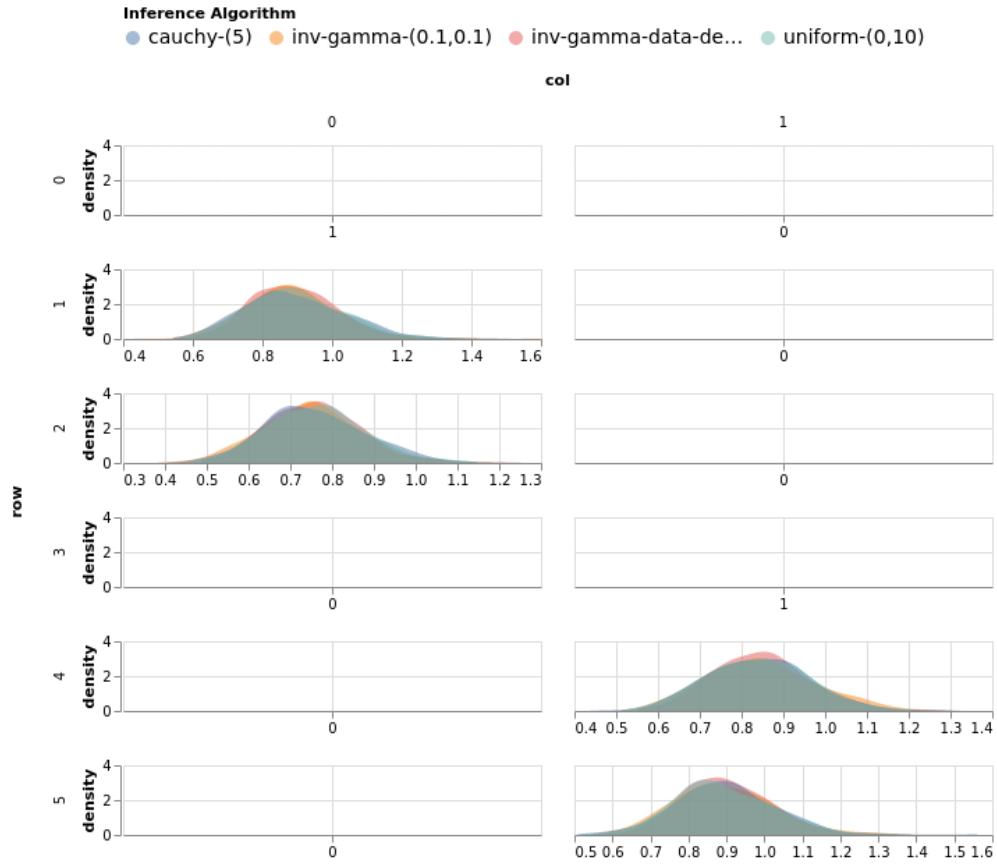 Inference Algorithm
cauchy-(5) inv-gamma-(0.1,0.1) inv-gamma-data-de… uniform-(0,10)
col
0 1
4 2 0 density 0
1 0
4 2 0 density 1
0.4 0.6 0.8 1.0 1.2 1.4 1.6 0
4 2 0 density 2
0.3 0.4 0.5 0.6 0.7 0.8 0.9 1.0 1.1 1.2 1.3 0
row
4 2 0 density 3
0 1
4 2 0 density 4
0 0.4 0.5 0.6 0.7 0.8 0.9 1.0 1.1 1.2 1.3 1.4
4 2 0 density 5
0 0.5 0.6 0.7 0.8 0.9 1.0 1.1 1.2 1.3 1.4 1.5 1.6